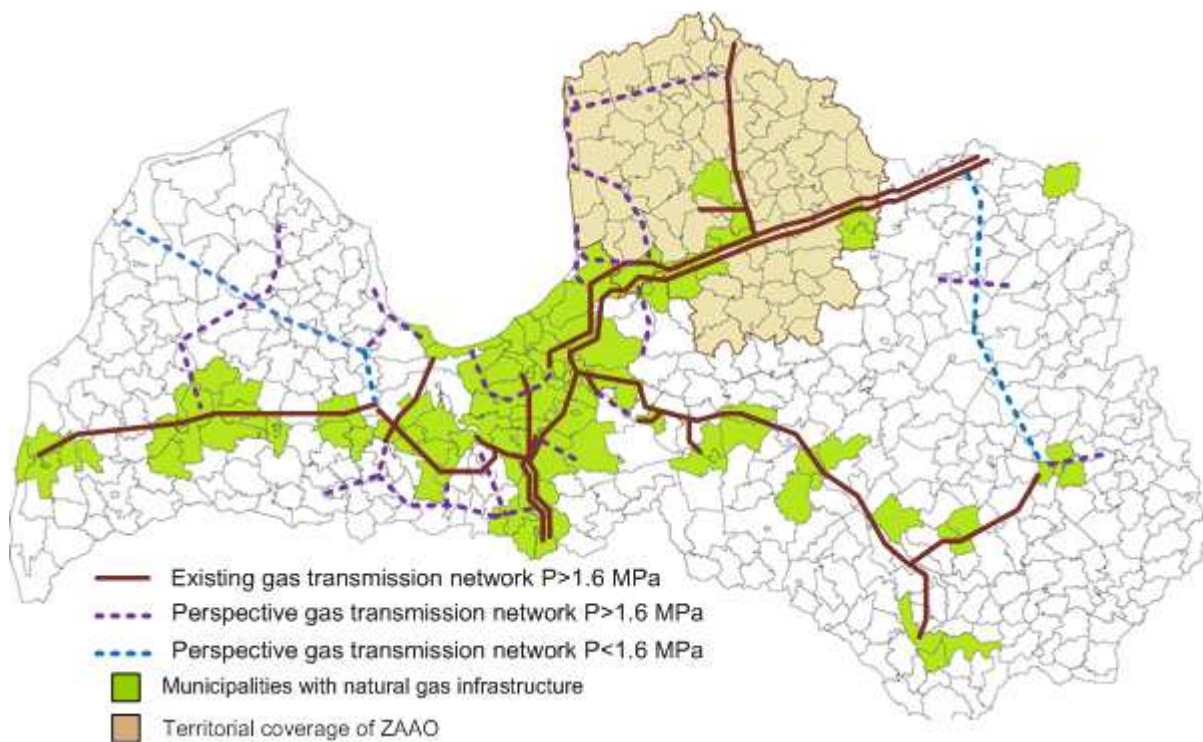 Existing gas transmission network P>1.6 MPa
Perspective gas transmission network P>1.6 MPa
Perspective gas transmission network P<1.6 MPa
Municipalities with natural gas infrastructure
Territorial coverage of ZAAO